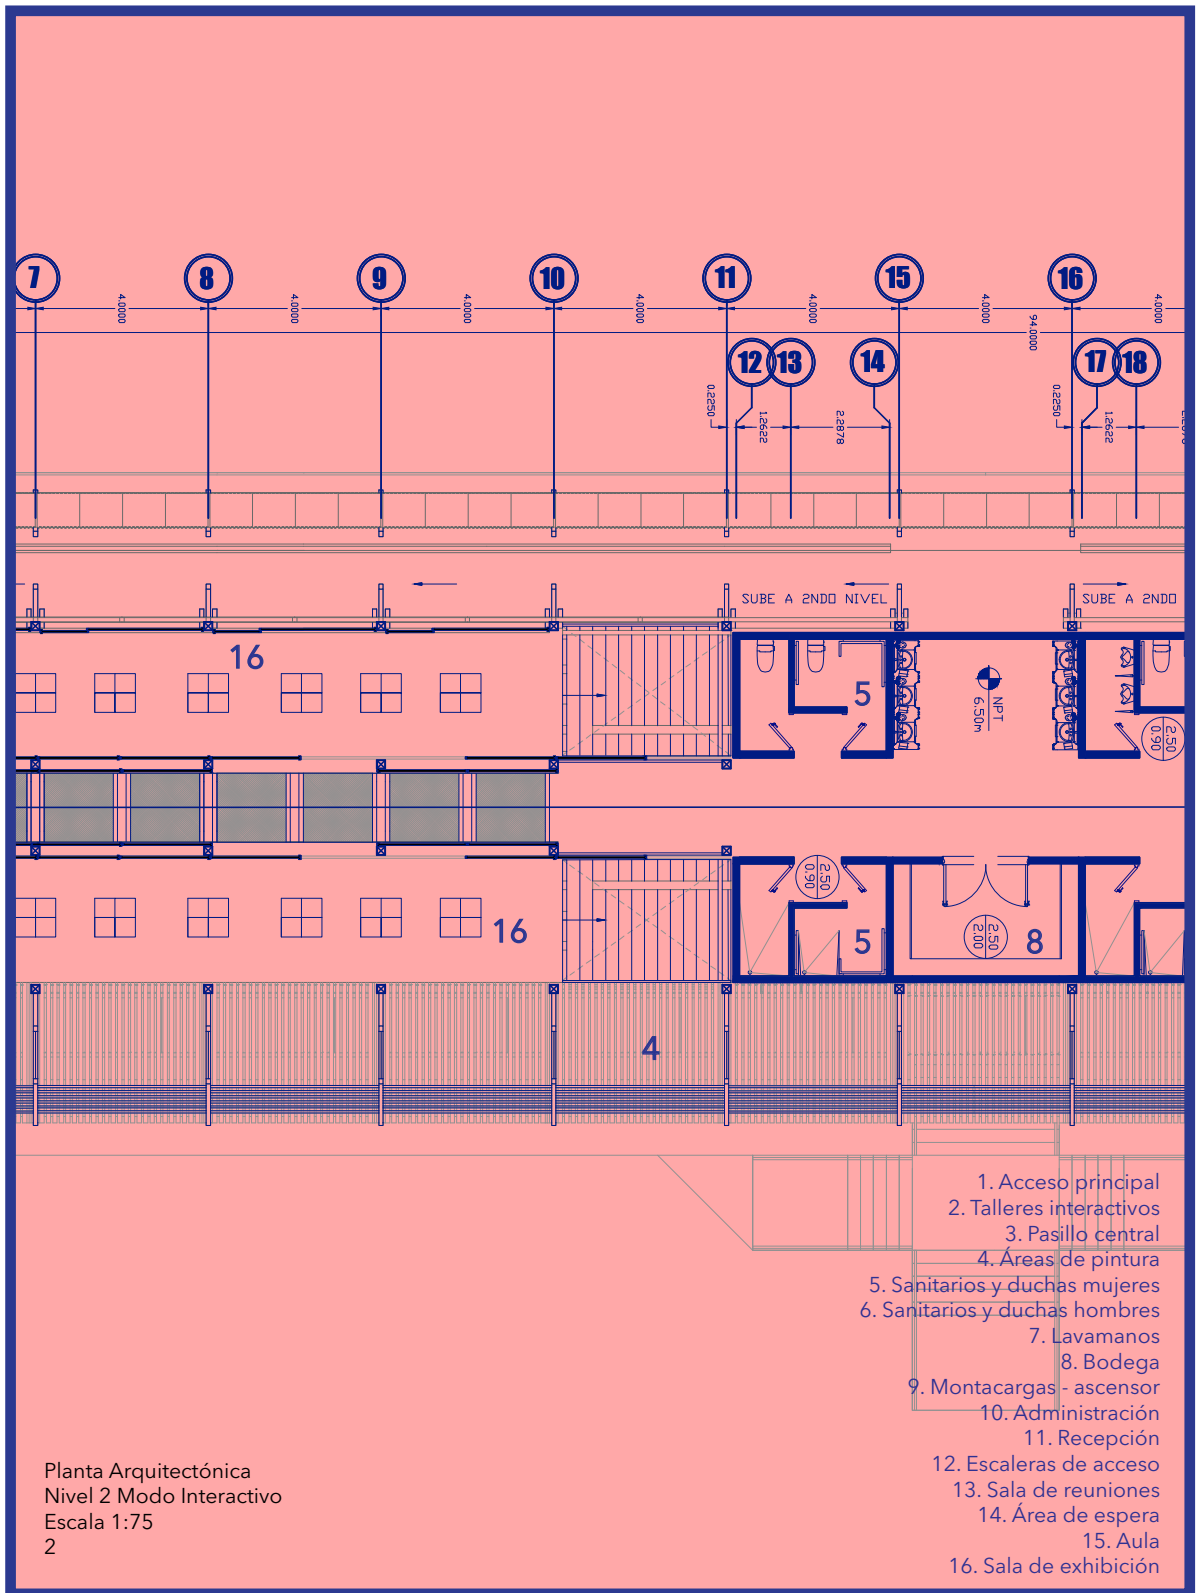 7
8
9
10
11
15
16
4.0000
4.0000
4.0000
4.0000
4.0000
4.0000
4.0000
94.0000
12
13
14
17
18
0.2250
1.2622
2.2878
0.2250
1.2622
SUBE A 2NDO NIVEL
SUBE A 2NDO
16
5
NPT
6.50m
2.50
0.90
2.50
0.90
16
5
2.50
2.00
8
4
1. Acceso principal
2. Talleres interactivos
3. Pasillo central
4. Áreas de pintura
5. Sanitarios y duchas mujeres
6. Sanitarios y duchas hombres
7. Lavamanos
8. Bodega
9. Montacargas - ascensor
10. Administración
11. Recepción
12. Escaleras de acceso
13. Sala de reuniones
14. Área de espera
15. Aula
16. Sala de exhibición
Planta Arquitectónica
Nivel 2 Modo Interactivo
Escala 1:75
2